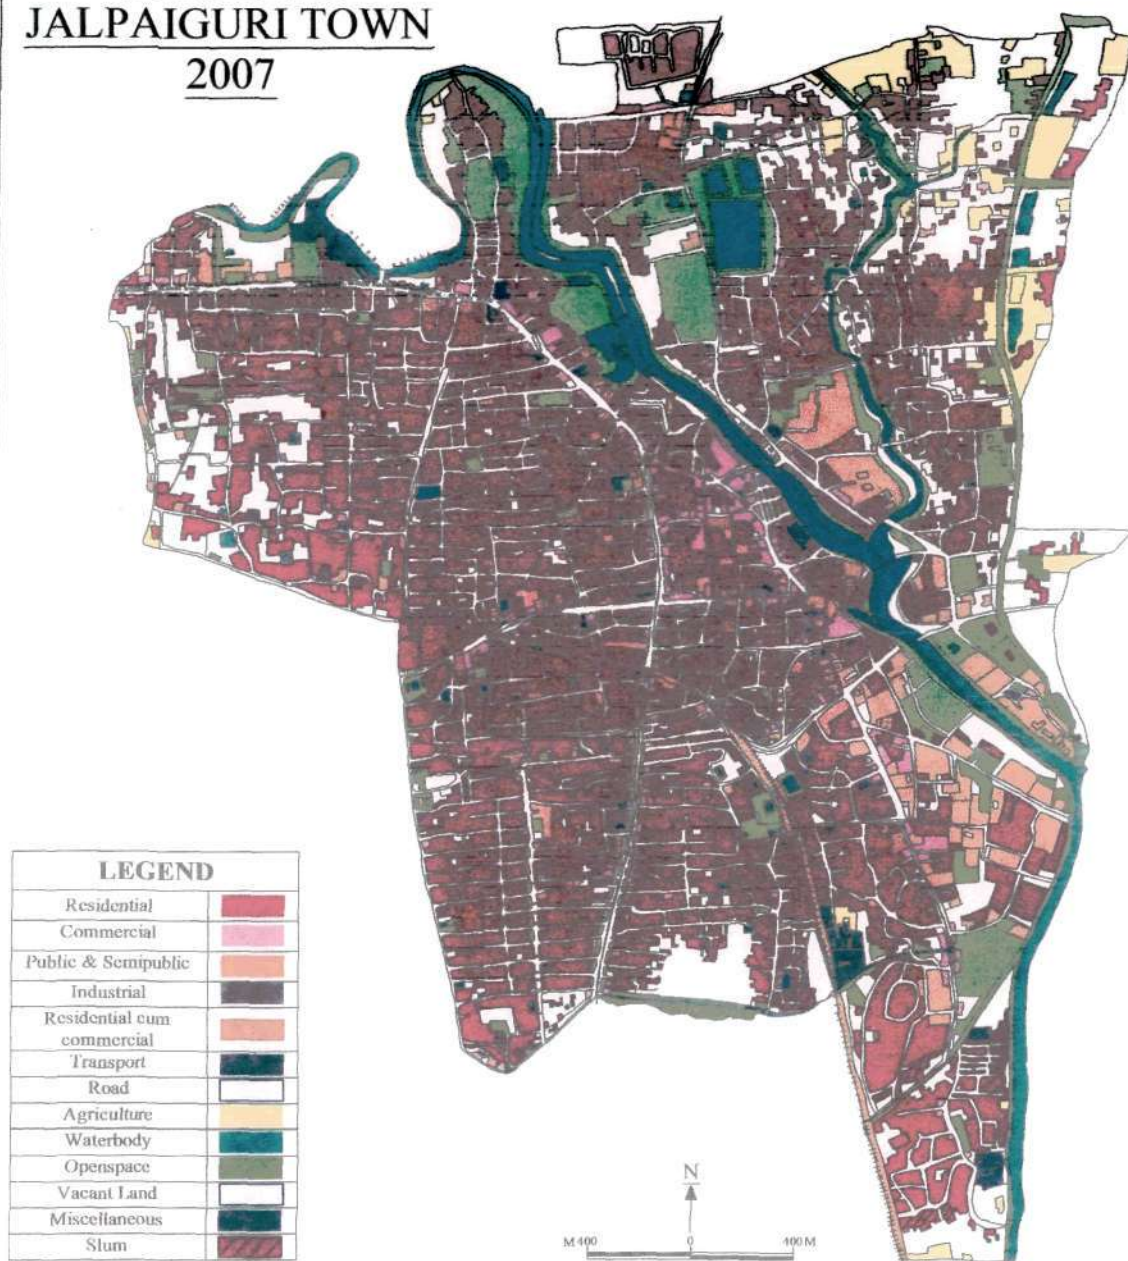 JALPAIGURI TOWN
2007
LEGEND
Residential
Commercial
Public & Semipublic
Industrial
Residential cum
commercial
Transport
Road
Agriculture
Waterbody
Openspace
Vacant Land
Miscellaneous
Slum
N
M 400 0 400 M